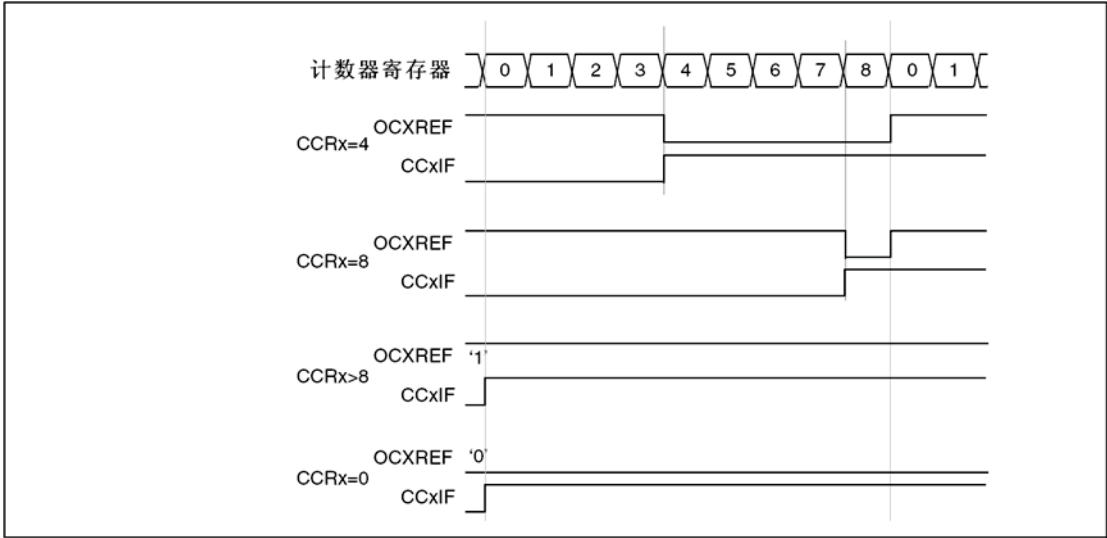 计数器寄存器 0 1 2 3 4 5 6 7 8 0 1
OCXREF
CCRx=4
CCxIF
OCXREF
CCRx=8
CCxIF
OCXREF '1'
CCRx>8
CCxIF
OCXREF '0'
CCRx=0
CCxIF